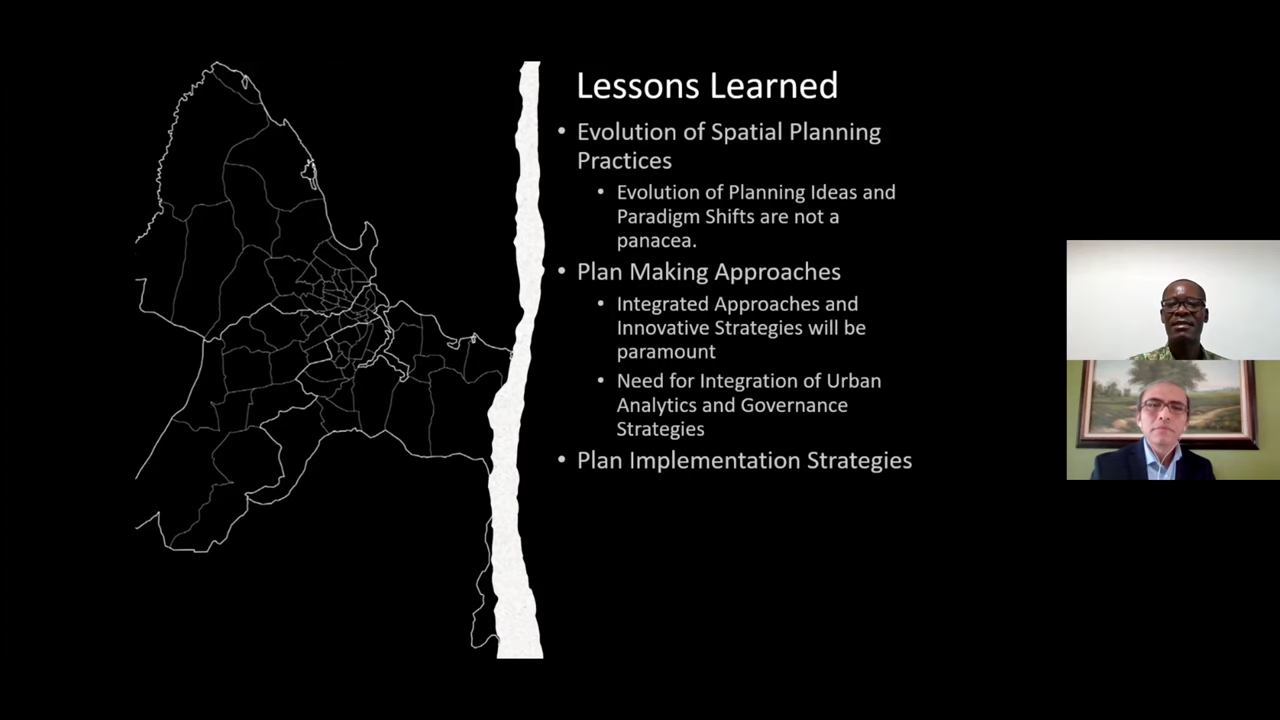 Lessons Learned
• Evolution of Spatial Planning
Practices
• Evolution of Planning Ideas and
Paradigm Shifts are not a
panacea.
• Plan Making Approaches
• Integrated Approaches and
Innovative Strategies will be
paramount
• Need for Integration of Urban
Analytics and Governance
Strategies
• Plan Implementation Strategies